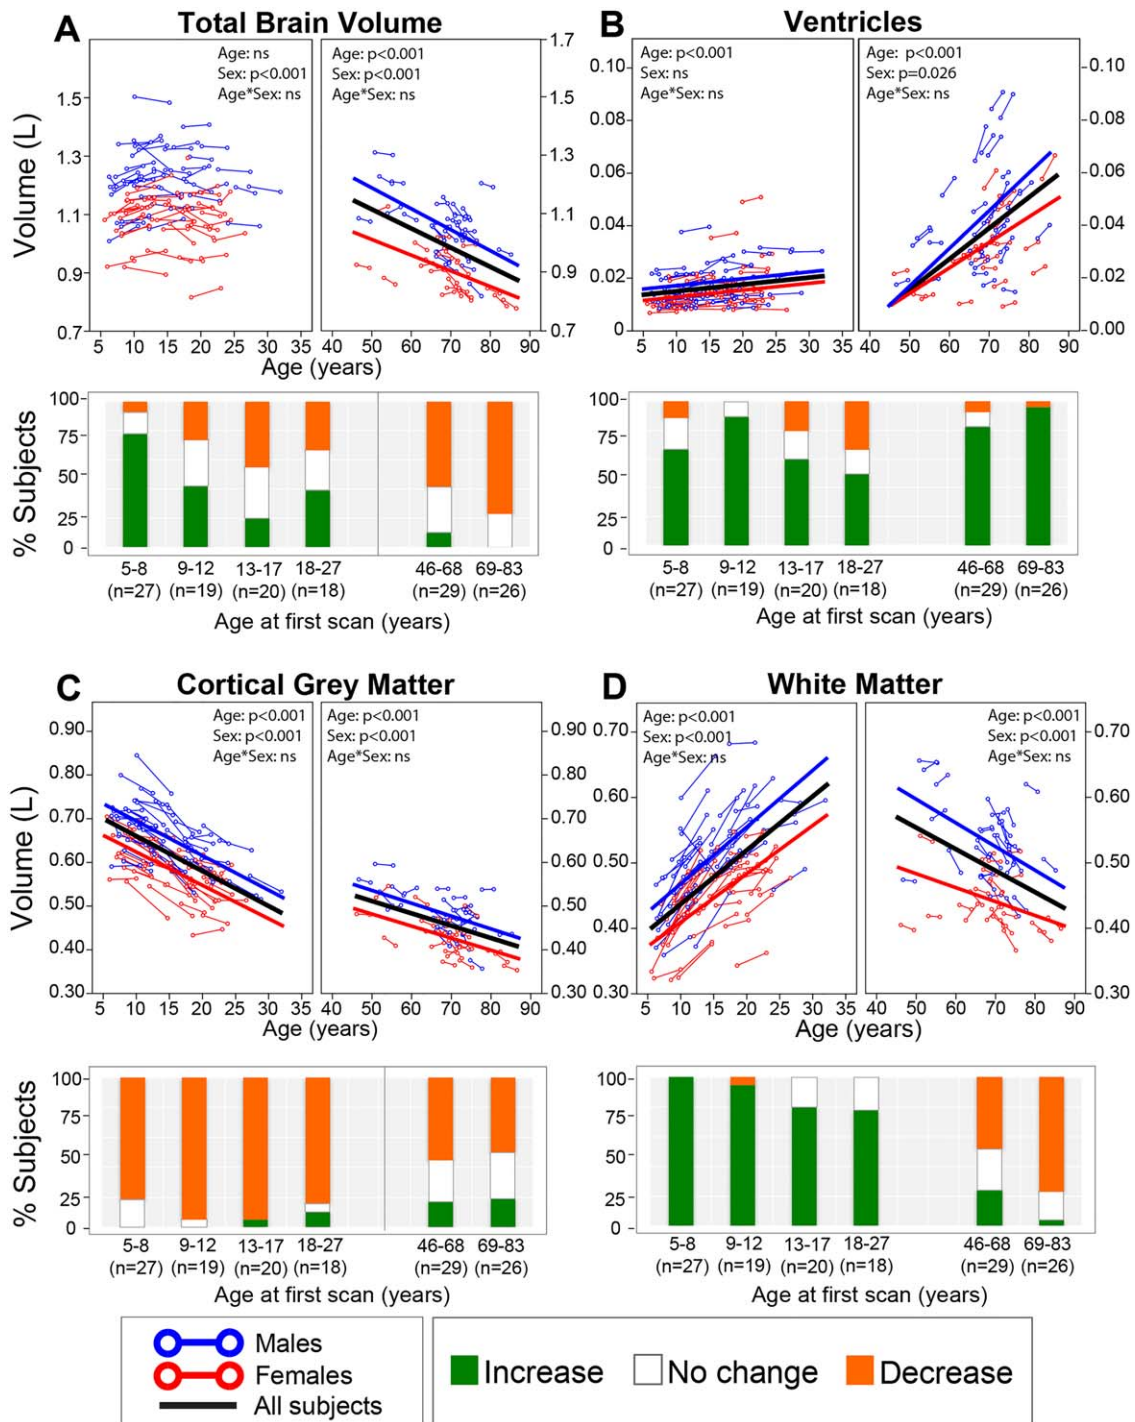 A Total Brain Volume
Age: ns
Sex: p<0.001
Age*Sex: ns
Age: p<0.001
Sex: p<0.001
Age*Sex: ns
Volume (L)
1.5
1.3
1.1
0.9
0.7
1.7
1.5
1.3
1.1
0.9
0.7
5 10 15 20 25 30 35
50 60 70 80 90
Age (years)
% Subjects
100
75
50
25
0
5-8 9-12 13-17 18-27 46-68 69-83
(n=27) (n=19) (n=20) (n=18) (n=29) (n=26)
Age at first scan (years)
B Ventricles
Age: p<0.001
Sex: ns
Age*Sex: ns
Age: p<0.001
Sex: p=0.026
Age*Sex: ns
0.10
0.08
0.06
0.04
0.02
0
0.10
0.08
0.06
0.04
0.02
0.00
5 10 15 20 25 30 35
40 50 60 70 80 90
Age (years)
100
75
50
25
0
5-8 9-12 13-17 18-27 46-68 69-83
(n=27) (n=19) (n=20) (n=18) (n=29) (n=26)
Age at first scan (years)
C Cortical Grey Matter
Age: p<0.001
Sex: p<0.001
Age*Sex: ns
Age: p<0.001
Sex: p<0.001
Age*Sex: ns
Volume (L)
0.90
0.80
0.70
0.60
0.50
0.40
0.30
0.90
0.80
0.70
0.60
0.50
0.40
0.30
5 10 15 20 25 30 35
50 60 70 80 90
Age (years)
% Subjects
100
75
50
25
0
5-8 9-12 13-17 18-27 46-68 69-83
(n=27) (n=19) (n=20) (n=18) (n=29) (n=26)
Age at first scan (years)
D White Matter
Age: p<0.001
Sex: p<0.001
Age*Sex: ns
Age: p<0.001
Sex: p<0.001
Age*Sex: ns
0.70
0.60
0.50
0.40
0.30
0.70
0.60
0.50
0.40
0.30
5 10 15 20 25 30 35
40 50 60 70 80 90
Age (years)
100
75
50
25
0
5-8 9-12 13-17 18-27 46-68 69-83
(n=27) (n=19) (n=20) (n=18) (n=29) (n=26)
Age at first scan (years)
Males
Females
All subjects
Increase No change Decrease